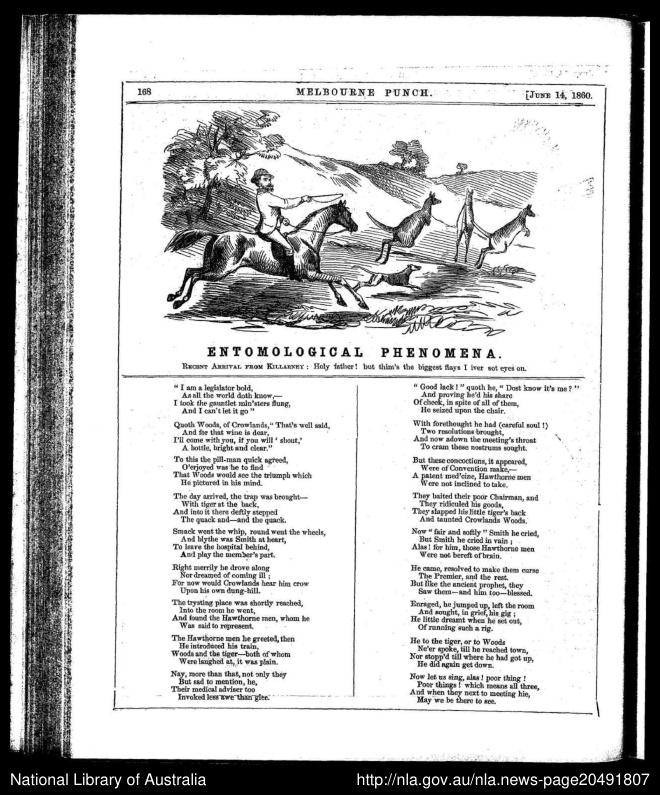 168
MELBOURNE PUNCH.
[JUNE 14, 1860.
ENTOMOLOGICAL PHENOMENA.
RECENT ARRIVAL FROM KILLARNEY: Holy father! but thim's the biggest flays I iver sot eyes on.
"I am a legislator bold,
As all the world doth know,—
I took the gauntlet min'sters flung,
And I can't let it go"
Quoth Woods, of Crowlands, "That's well said,
And for that wine is dear,
I'll come with you, if you will 'shout,'
A bottle, bright and clear."
To this the pill-man quick agreed,
O'erjoyed was he to find
That Woods would see the triumph which
He pictured in his mind.
The day arrived, the trap was brought—
With tiger at the back,
And into it there deftly stepped
The quack and—and the quack.
Smack went the whip, round went the wheels,
And blythe was Smith at heart,
To leave the hospital behind,
And play the member's part.
Right merrily he drove along
Nor dreamed of coming ill;
For now would Crowlands hear him crow
Upon his own dung-hill.
The trysting place was shortly reached,
Into the room he went,
And found the Hawthorne men, whom he
Was said to represent.
The Hawthorne men he greeted, then
He introduced his train,
Woods and the tiger—both of whom
Were laughed at, it was plain.
Nay, more than that, not only they
But sad to mention, he,
Their medical adviser too
Invoked less awe than glee.
"Good lack!" quoth he, "Dost know it's me?"
And proving he'd his share
Of cheek, in spite of all of them,
He seized upon the chair.
With forethought he had (careful soul!)
Two resolutions brought,
And now adown the meeting's throat
To cram these nostrums sought.
But these concoctions, it appeared,
Were of Convention make,—
A patent med'cine, Hawthorne men
Were not inclined to take.
They baited their poor Chairman, and
They ridiculed his goods,
They slapped his little tiger's back
And taunted Crowlands Woods.
Now "fair and softly" Smith he cried,
But Smith he cried in vain;
Alas! for him, those Hawthorne men
Were not bereft of brain.
He came, resolved to make them curse
The Premier, and the rest.
But like the ancient prophet, they
Saw them—and him too—blessed.
Enraged, he jumped up, left the room
And sought, in grief, his gig;
He little dreamt when he set out,
Of running such a rig.
He to the tiger, or to Woods
Ne'er spoke, till he reached town,
Nor stopp'd till where he had got up,
He did again get down.
Now let us sing, alas! poor thing!
Poor things! which means all three,
And when they next to meeting hie,
May we be there to see.
National Library of Australia
http://nla.gov.au/nla.news-page20491807